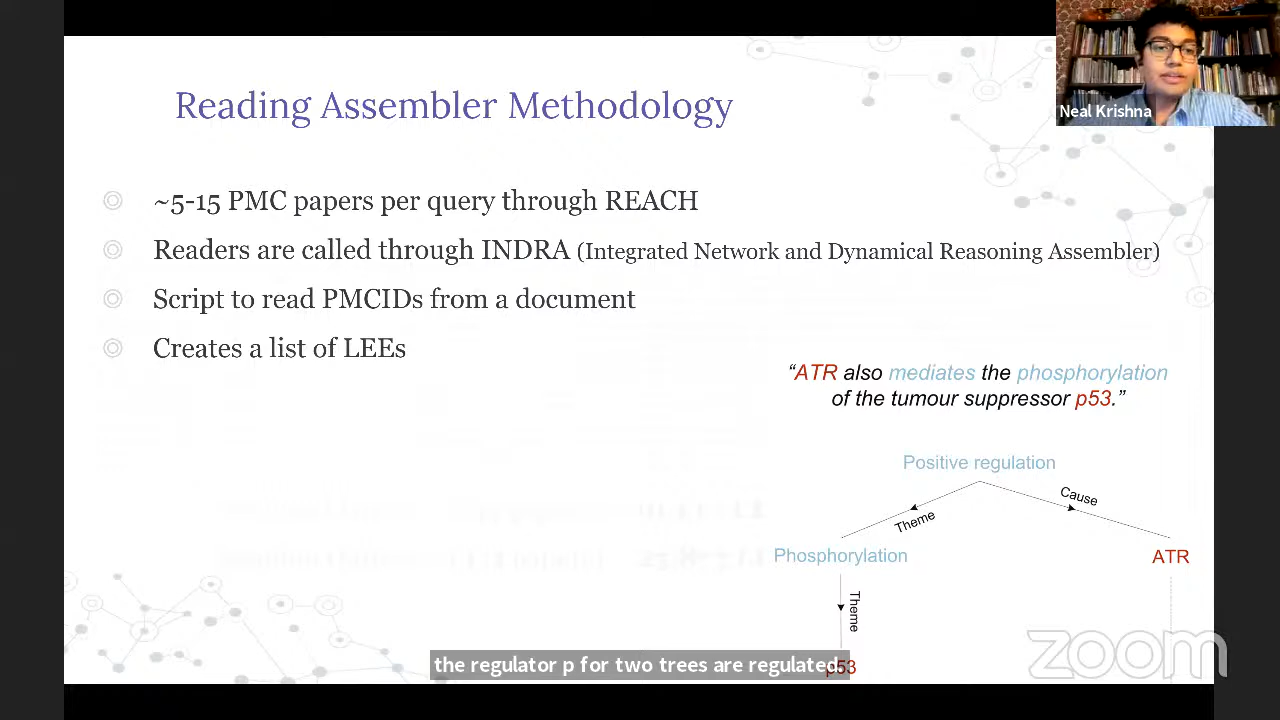 Reading Assembler Methodology
Neal Krishna
~5-15 PMC papers per query through REACH
Readers are called through INDRA (Integrated Network and Dynamical Reasoning Assembler)
Script to read PMCIDs from a document
Creates a list of LEEs
“ATR also mediates the phosphorylation
of the tumour suppressor p53.”
Positive regulation
Theme
Cause
Phosphorylation
ATR
Theme
p53
the regulator p for two trees are regulated.
zoom